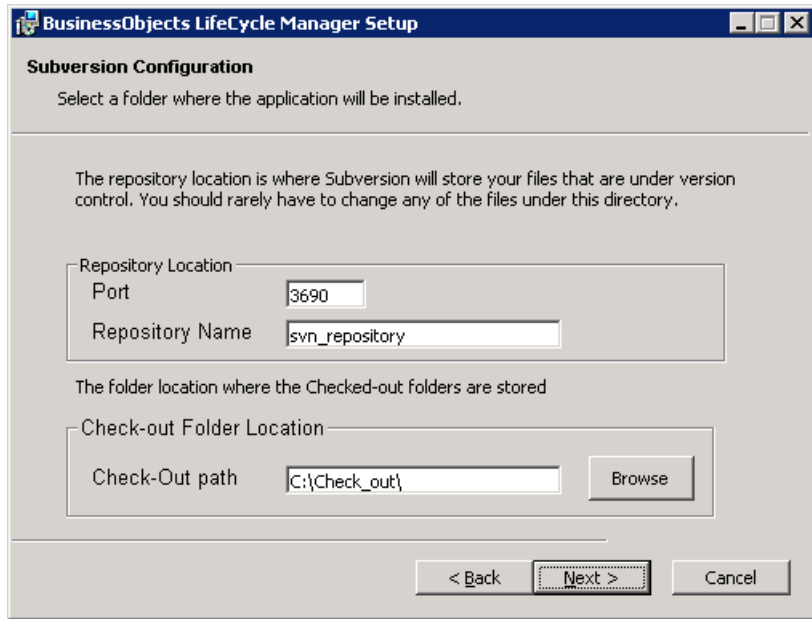 BusinessObjects LifeCycle Manager Setup
Subversion Configuration
Select a folder where the application will be installed.
The repository location is where Subversion will store your files that are under version
control. You should rarely have to change any of the files under this directory.
Repository Location
Port 3690
Repository Name svn_repository
The folder location where the Checked-out folders are stored
Check-out Folder Location
Check-Out path C:\Check_out\ Browse
< Back Next > Cancel